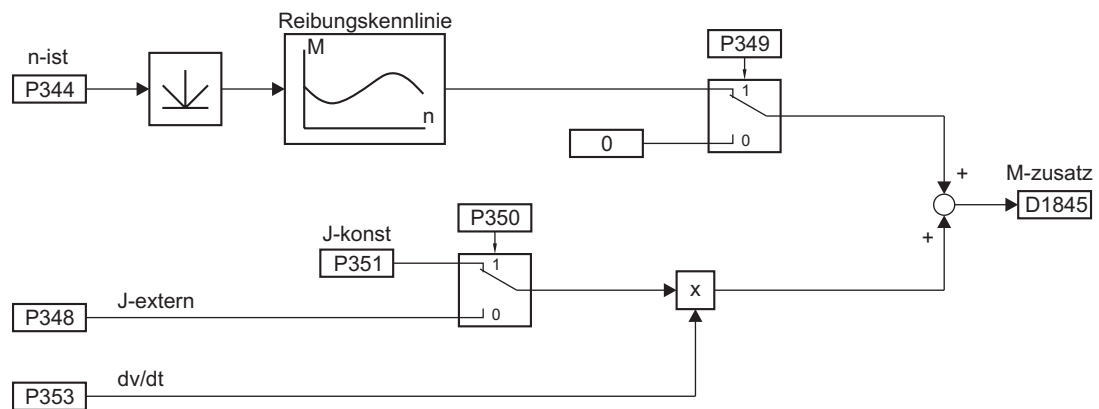 Reibungskennlinie
n-ist
P344
M
n
P349
1
0
0
M-zusatz
+
D1845
+
P350
J-konst
P351
1
0
x
J-extern
P348
dv/dt
P353